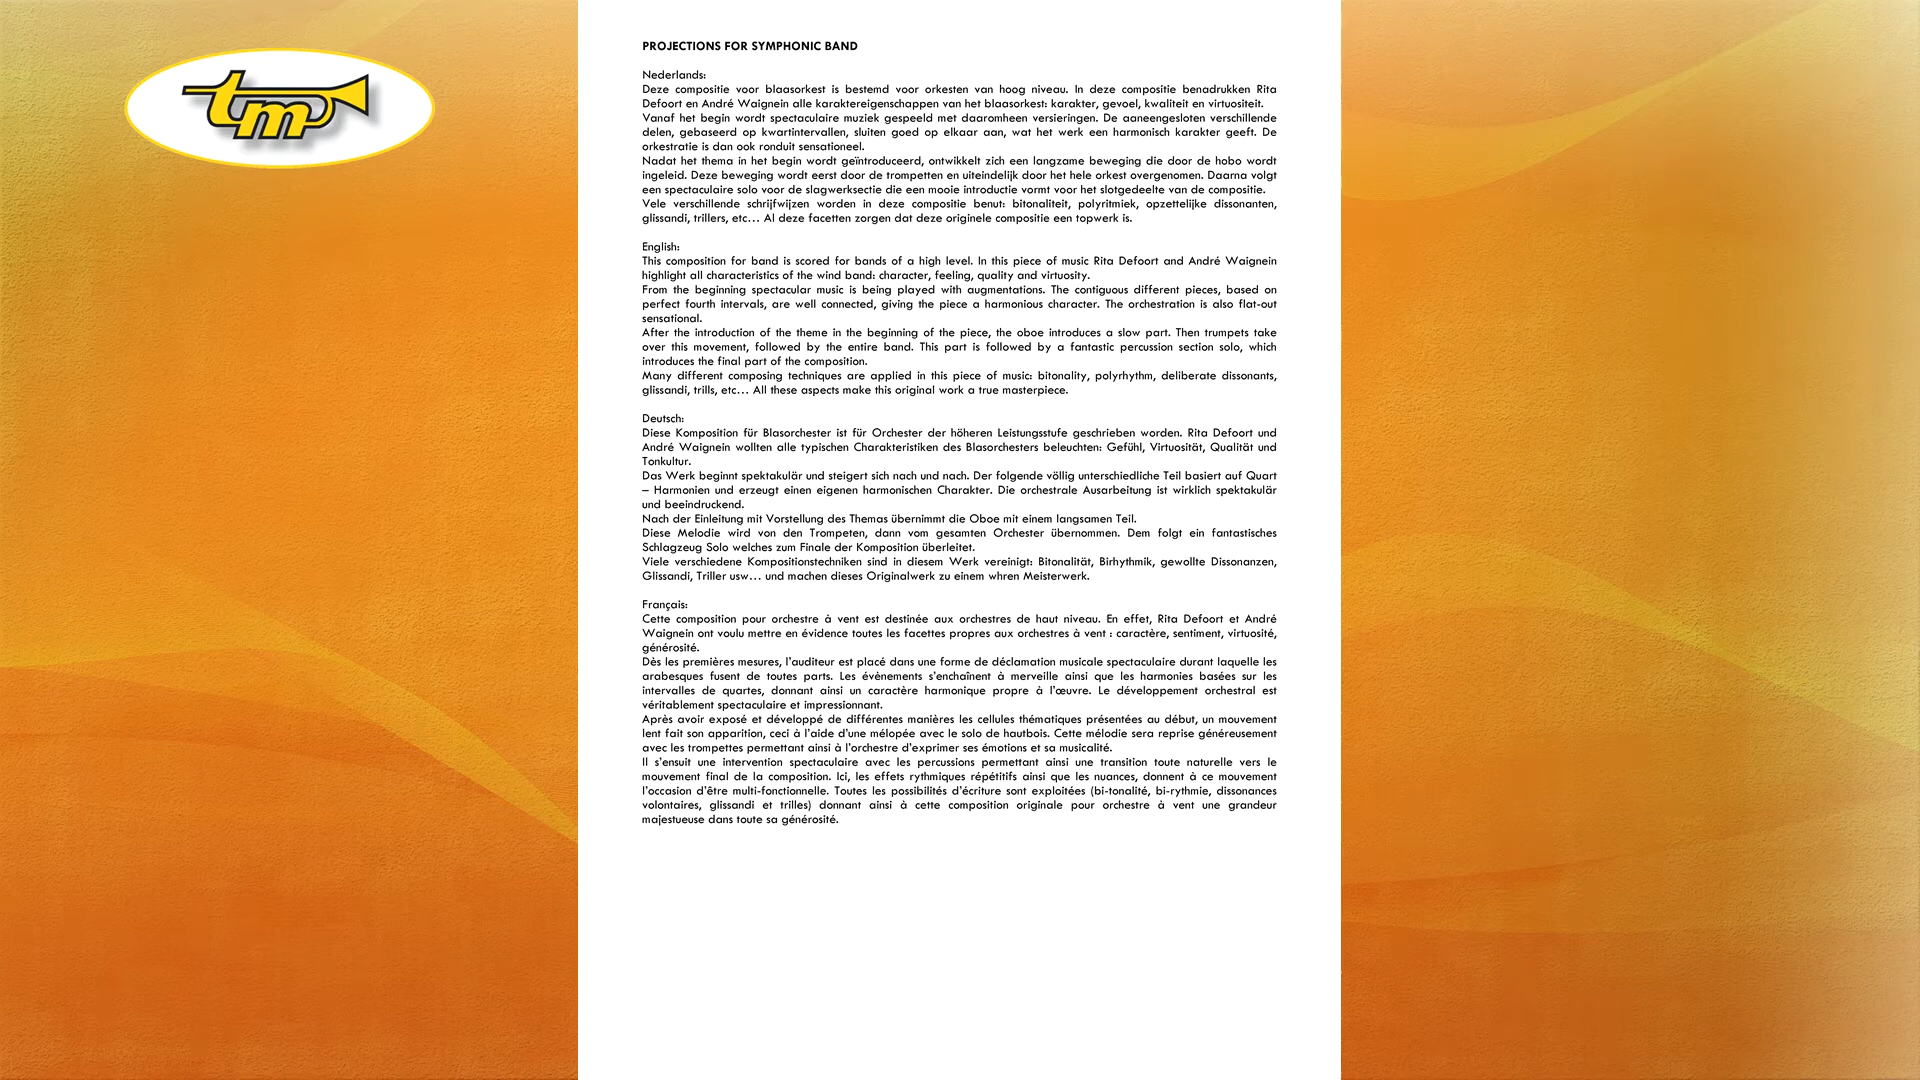 tm
PROJECTIONS FOR SYMPHONIC BAND
Nederlands:
Deze compositie voor blaasorkest is bestemd voor orkesten van hoog niveau. In deze compositie benadrukken Rita
Defoort en André Waignein alle karaktereigenschappen van het blaasorkest: karakter, gevoel, kwaliteit en virtuositeit.
Vanaf het begin wordt spectaculaire muziek gespeeld met daaromheen versieringen. De aaneengesloten verschillende
delen, gebaseerd op kwartintervallen, sluiten goed op elkaar aan, wat het werk een harmonisch karakter geeft. De
orkestratie is dan ook ronduit sensationeel.
Nadat het thema in het begin wordt geïntroduceerd, ontwikkelt zich een langzame beweging die door de hobo wordt
ingeleid. Deze beweging wordt eerst door de trompetten en uiteindelijk door het hele orkest overgenomen. Daarna volgt
een spectaculaire solo voor de slagwerksectie die een mooie introductie vormt voor het slotgedeelte van de compositie.
Vele verschillende schrijfwijzen worden in deze compositie benut: bitonaliteit, polyritmiek, opzettelijke dissonanten,
glissandi, trillers, etc… Al deze facetten zorgen dat deze originele compositie een topwerk is.
English:
This composition for band is scored for bands of a high level. In this piece of music Rita Defoort and André Waignein
highlight all characteristics of the wind band: character, feeling, quality and virtuosity.
From the beginning spectacular music is being played with augmentations. The contiguous different pieces, based on
perfect fourth intervals, are well connected, giving the piece a harmonious character. The orchestration is also flat-out
sensational.
After the introduction of the theme in the beginning of the piece, the oboe introduces a slow part. Then trumpets take
over this movement, followed by the entire band. This part is followed by a fantastic percussion section solo, which
introduces the final part of the composition.
Many different composing techniques are applied in this piece of music: bitonality, polyrhythm, deliberate dissonants,
glissandi, trills, etc… All these aspects make this original work a true masterpiece.
Deutsch:
Diese Komposition für Blasorchester ist für Orchester der höheren Leistungsstufe geschrieben worden. Rita Defoort und
André Waignein wollten alle typischen Charakteristiken des Blasorchesters beleuchten: Gefühl, Virtuosität, Qualität und
Tonkultur.
Das Werk beginnt spektakulär und steigert sich nach und nach. Der folgende völlig unterschiedliche Teil basiert auf Quart
– Harmonien und erzeugt einen eigenen harmonischen Charakter. Die orchestrale Ausarbeitung ist wirklich spektakulär
und beeindruckend.
Nach der Einleitung mit Vorstellung des Themas übernimmt die Oboe mit einem langsamen Teil.
Diese Melodie wird von den Trompeten, dann vom gesamten Orchester übernommen. Dem folgt ein fantastisches
Schlagzeug Solo welches zum Finale der Komposition überleitet.
Viele verschiedene Kompositionstechniken sind in diesem Werk vereinigt: Bitonalität, Birhythmik, gewollte Dissonanzen,
Glissandi, Triller usw… und machen dieses Originalwerk zu einem whren Meisterwerk.
Français:
Cette composition pour orchestre à vent est destinée aux orchestres de haut niveau. En effet, Rita Defoort et André
Waignein ont voulu mettre en évidence toutes les facettes propres aux orchestres à vent : caractère, sentiment, virtuosité,
générosité.
Dès les premières mesures, l'auditeur est placé dans une forme de déclamation musicale spectaculaire durant laquelle les
arabesques fusent de toutes parts. Les évènements s'enchaînent à merveille ainsi que les harmonies basées sur les
intervalles de quartes, donnant ainsi un caractère harmonique propre à l'œuvre. Le développement orchestral est
véritablement spectaculaire et impressionnant.
Après avoir exposé et développé de différentes manières les cellules thématiques présentées au début, un mouvement
lent fait son apparition, ceci à l'aide d'une mélopée avec le solo de hautbois. Cette mélodie sera reprise généreusement
avec les trompettes permettant ainsi à l'orchestre d'exprimer ses émotions et sa musicalité.
Il s'ensuit une intervention spectaculaire avec les percussions permettant ainsi une transition toute naturelle vers le
mouvement final de la composition. Ici, les effets rythmiques répétitifs ainsi que les nuances, donnent à ce mouvement
l'occasion d'être multi-fonctionnelle. Toutes les possibilités d'écriture sont exploitées (bi-tonalité, bi-rythmie, dissonances
volontaires, glissandi et trilles) donnant ainsi à cette composition originale pour orchestre à vent une grandeur
majestueuse dans toute sa générosité.